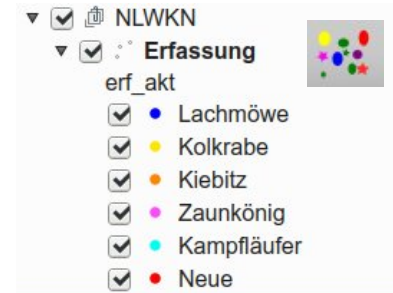 NLWKN
Erfassung
erf_akt
Lachmöwe
Kolkrabe
Kiebitz
Zaunkönig
Kampfläufer
Neue